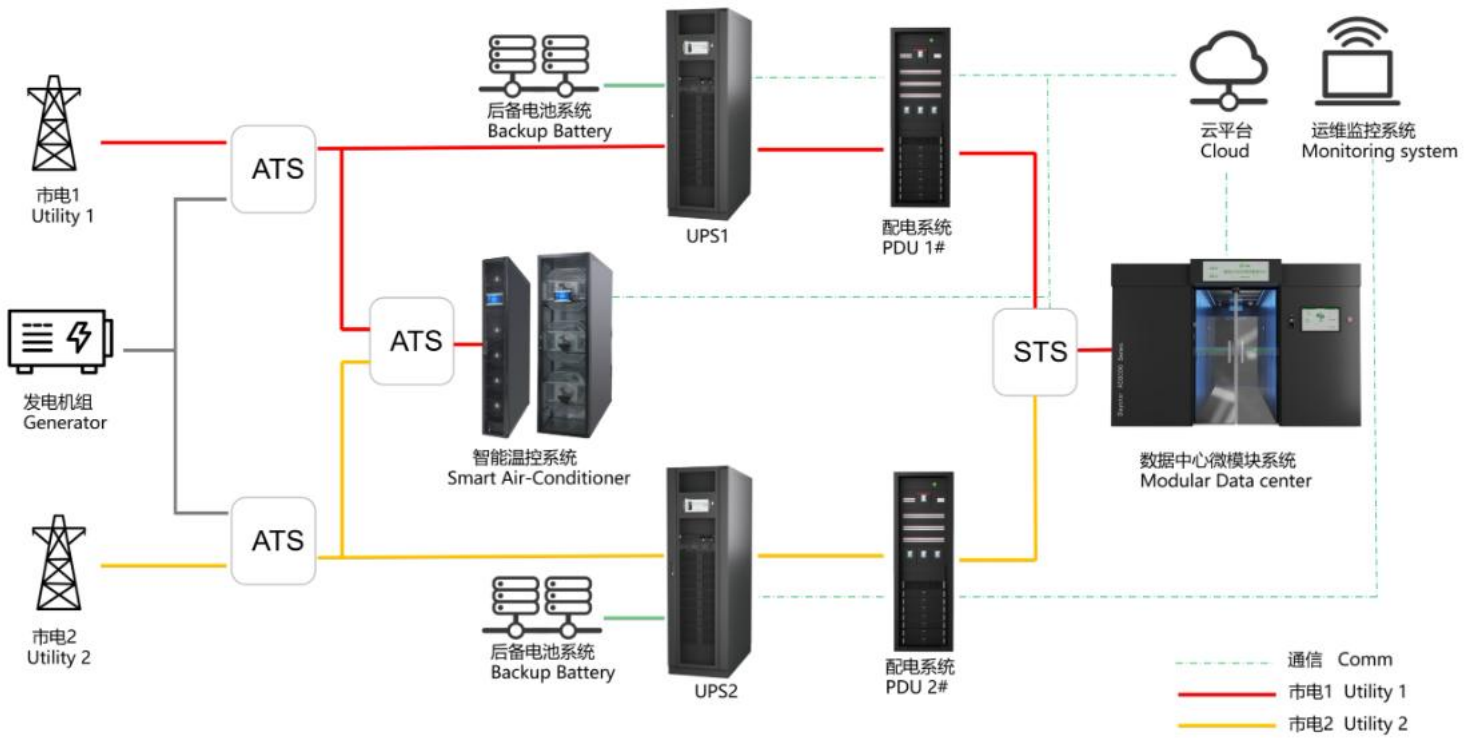 后备电池系统
Backup Battery
云平台
Cloud
运维监控系统
Monitoring system
ATS
市电1
Utility 1
UPS1
配电系统
PDU 1#
ATS
STS
发电机组
Generator
智能温控系统
Smart Air-Conditioner
数据中心微模块系统
Modular Data center
ATS
市电2
Utility 2
后备电池系统
Backup Battery
UPS2
配电系统
PDU 2#
通信 Comm
市电1 Utility 1
市电2 Utility 2